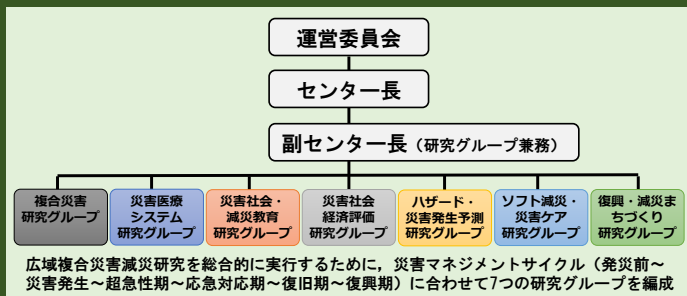 運営委員会
センター長
副センター長（研究グループ兼務）
複合災害
研究グループ
災害医療
システム
研究グループ
災害社会・
減災教育
研究グループ
災害社会
経済評価
研究グループ
ハザード・
災害発生予測
研究グループ
ソフト減災・
災害ケア
研究グループ
復興・減災ま
ちづくり
研究グループ
広域複合災害減災研究を総合的に実行するために，災害マネジメントサイクル（発災前～
災害発生～超急性期～応急対応期～復旧期～復興期）に合わせて7つの研究グループを編成